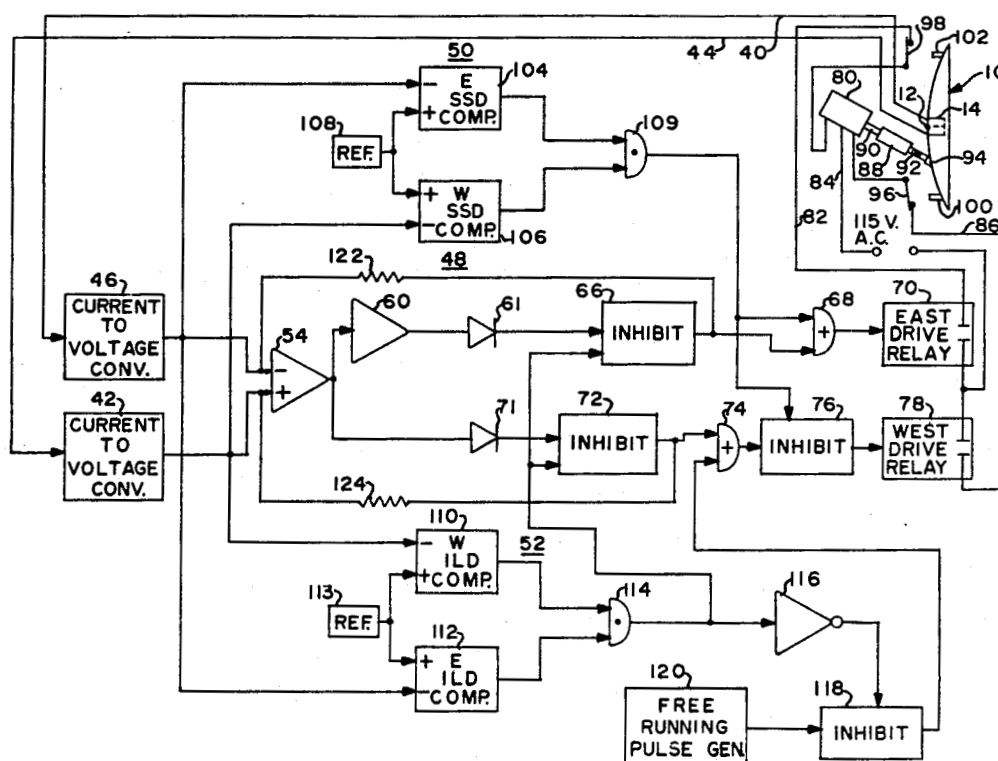 50
44
40
98
102
10
104
80
12
14
- E
SSD
+ COMP.
108
REF.
109
90
88
92
94
84
96
100
+ W
SSD
- COMP.
106
82
115 V.
A.C.
86
48
122
46
CURRENT
TO
VOLTAGE
CONV.
54
-
+
60
61
66
INHIBIT
68
+
70
EAST
DRIVE
RELAY
42
CURRENT
TO
VOLTAGE
CONV.
71
72
INHIBIT
74
+
76
INHIBIT
78
WEST
DRIVE
RELAY
124
110
- W
ILD
+ COMP.
52
113
REF.
114
116
112
+ E
ILD
- COMP.
120
FREE
RUNNING
PULSE GEN.
118
INHIBIT